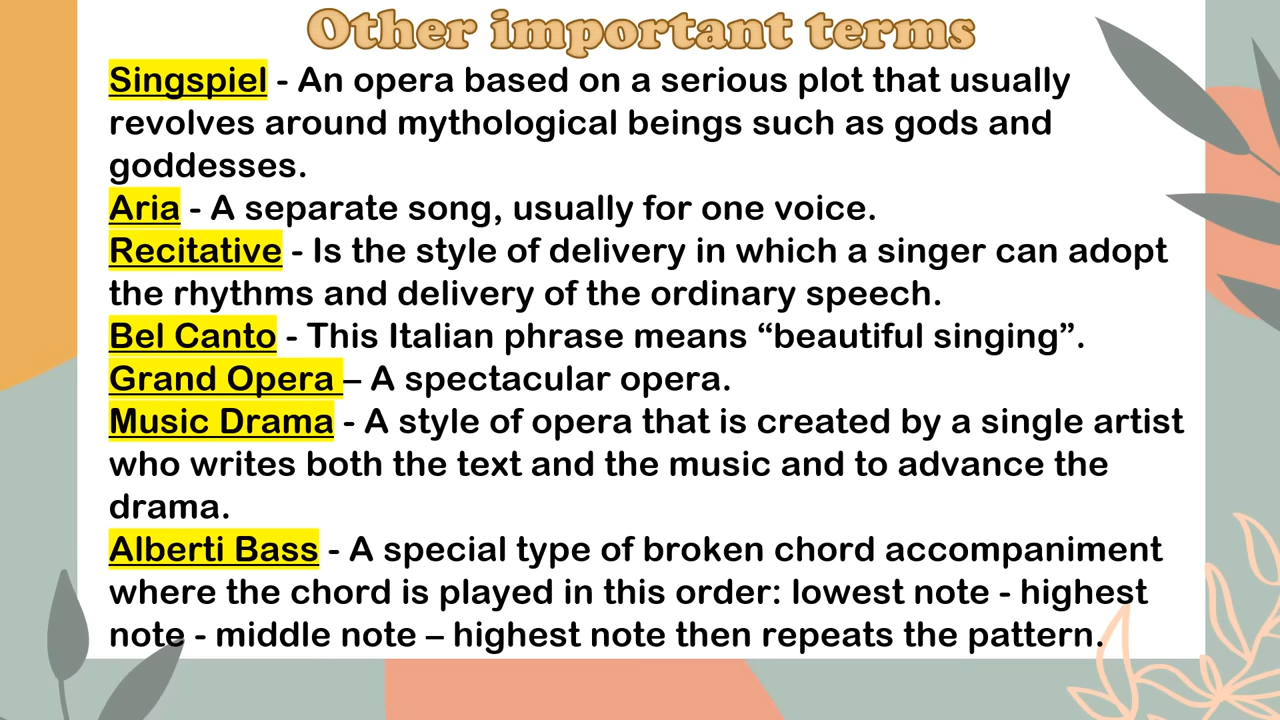 Other important terms
Singspiel - An opera based on a serious plot that usually
revolves around mythological beings such as gods and
goddesses.
Aria - A separate song, usually for one voice.
Recitative - Is the style of delivery in which a singer can adopt
the rhythms and delivery of the ordinary speech.
Bel Canto - This Italian phrase means “beautiful singing”.
Grand Opera – A spectacular opera.
Music Drama - A style of opera that is created by a single artist
who writes both the text and the music and to advance the
drama.
Alberti Bass - A special type of broken chord accompaniment
where the chord is played in this order: lowest note - highest
note - middle note – highest note then repeats the pattern.